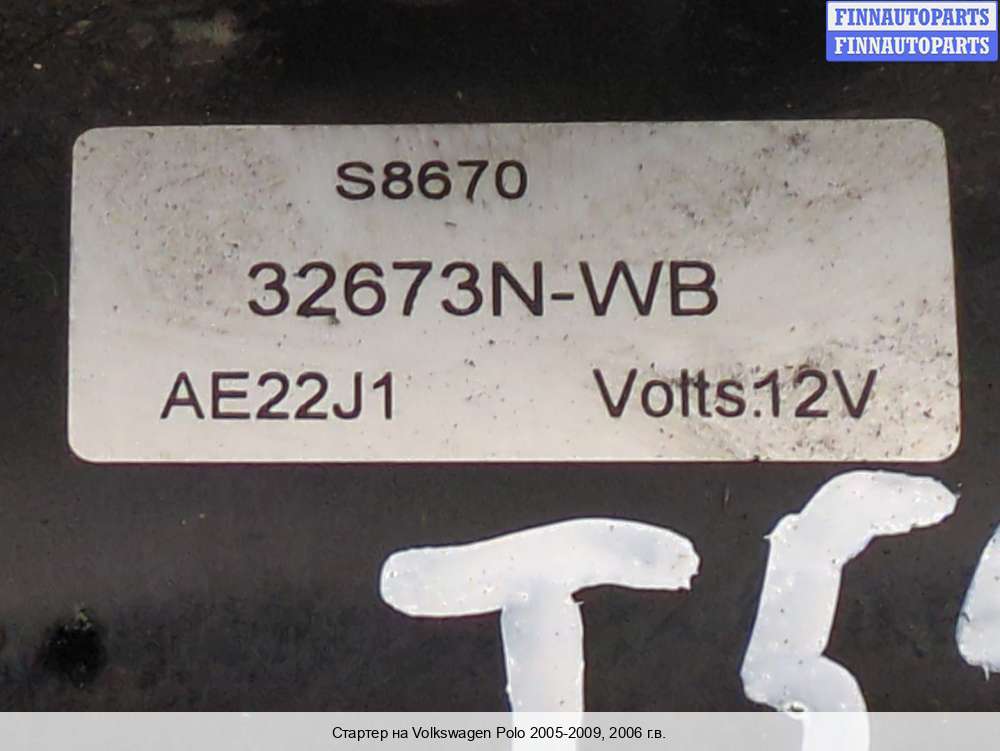 FINNAUTOPARTS
FINNAUTOPARTS
S8670
32673N-WB
AE22J1 Volts:12V
Стартер на Volkswagen Polo 2005-2009, 2006 г.в.